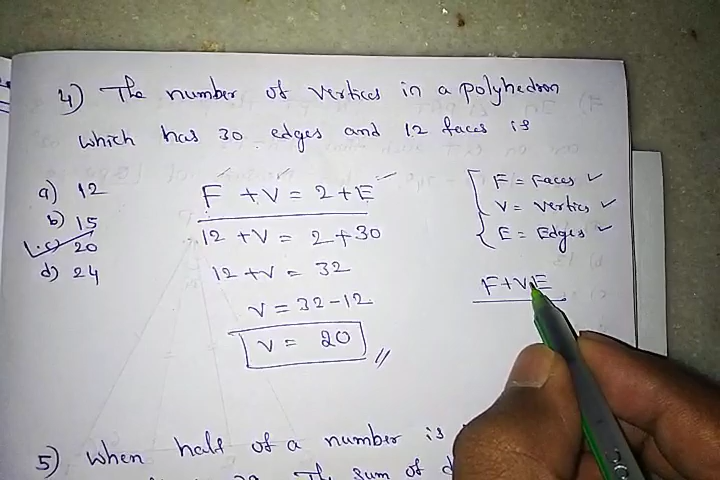 4) The number of vertices in a polyhedron
which has 30 edges and 12 faces is
a) 12
b) 15
c) 20
d) 24
F + V = 2 + E
12 + V = 2 + 30
12 + V = 32
V = 32 - 12
V = 20 //
F = Faces ✓
V = Vertics ✓
E = Edges ✓
F + V E
5) When half of a number is
The sum of